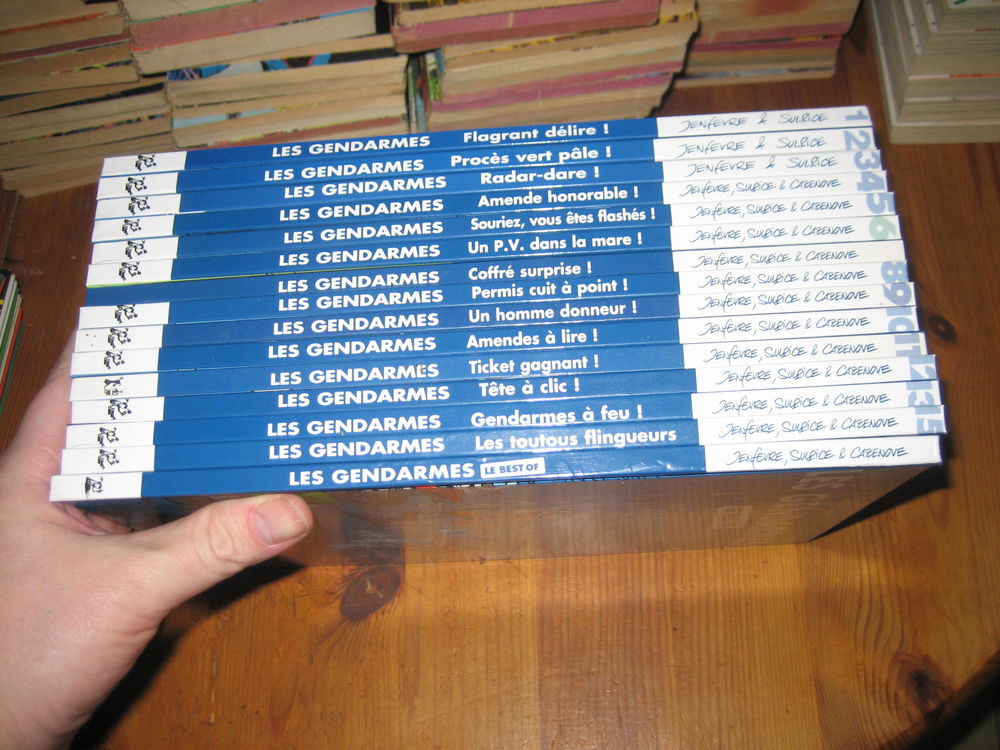 LES GENDARMES Flagrant délire ! JENFEVRE & SULPICE 1
LES GENDARMES Procès vert pâle ! JENFEVRE & SULPICE 2
LES GENDARMES Radar-dare ! JENFEVRE & SULPICE 3
LES GENDARMES Amende honorable ! JENFEVRE, SULPICE & CAZENOVE 4
LES GENDARMES Souriez, vous êtes flashés ! JENFEVRE, SULPICE & CAZENOVE 5
LES GENDARMES Un P.V. dans la mare ! JENFEVRE, SULPICE & CAZENOVE 6
LES GENDARMES Coffré surprise ! JENFEVRE, SULPICE & CAZENOVE
LES GENDARMES Permis cuit à point ! JENFEVRE, SULPICE & CAZENOVE 8
LES GENDARMES Un homme donneur ! JENFEVRE, SULPICE & CAZENOVE 9
LES GENDARMES Amendes à lire ! JENFEVRE, SULPICE & CAZENOVE 10
LES GENDARMES Ticket gagnant ! JENFEVRE, SULPICE & CAZENOVE 11
LES GENDARMES Tête à clic ! JENFEVRE, SULPICE & CAZENOVE 12
LES GENDARMES Gendarmes à feu ! JENFEVRE, SULPICE & CAZENOVE 13
LES GENDARMES Les toutous flingueurs JENFEVRE, SULPICE & CAZENOVE 15
LES GENDARMES LE BEST OF JENFEVRE, SULPICE & CAZENOVE